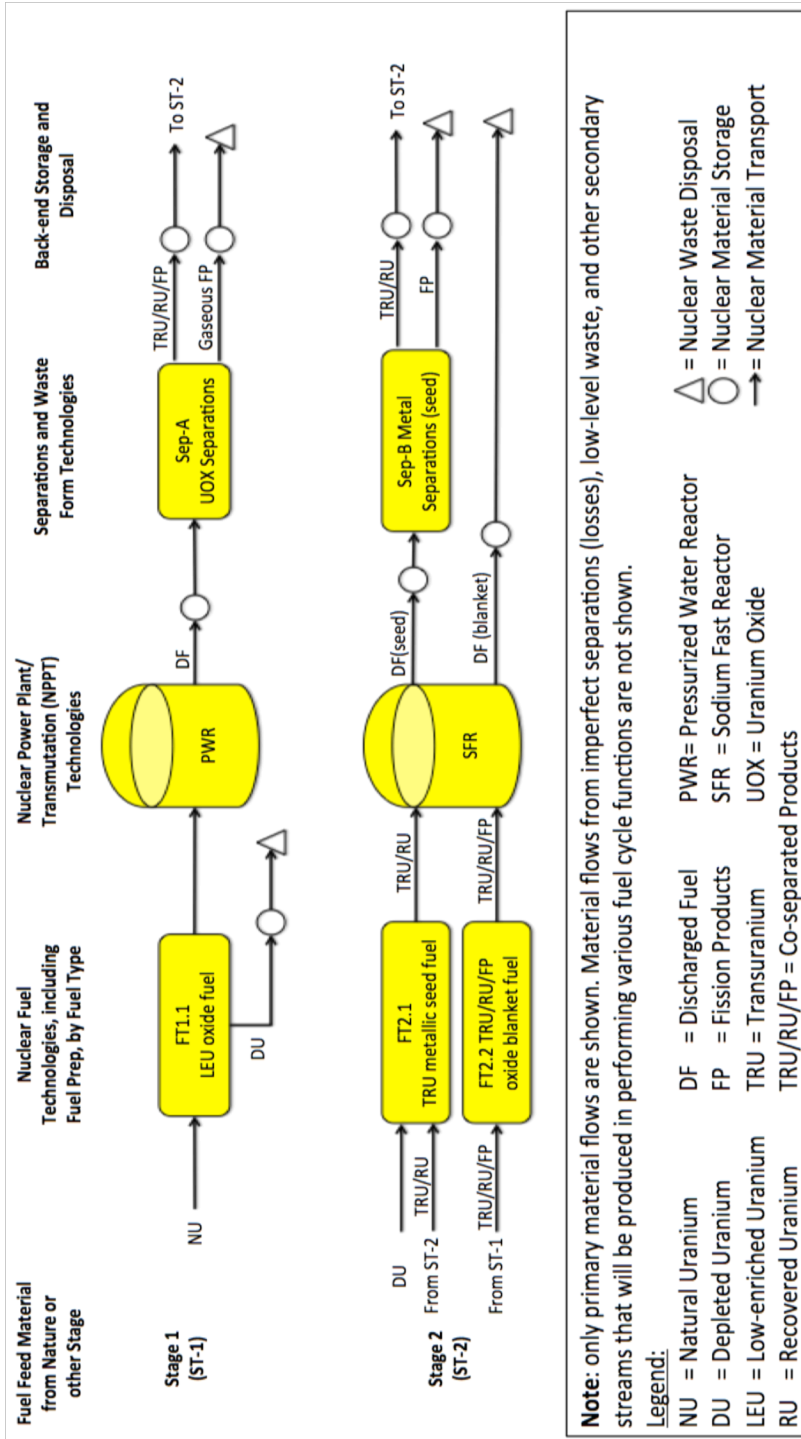 Fuel Feed Material
from Nature or
other Stage
Nuclear Fuel
Technologies, including
Fuel Prep, by Fuel Type
Nuclear Power Plant/
Transmutation (NPPT)
Technologies
Separations and Waste
Form Technologies
Back-end Storage and
Disposal
Stage 1
(ST-1)
NU
FT1.1
LEU oxide fuel
DU
PWR
DF
Sep-A
UOX Separations
TRU/RU/FP
To ST-2
Gaseous FP
Stage 2
(ST-2)
DU
TRU/RU
From ST-2
TRU/RU/FP
From ST-1
FT2.1
TRU metallic seed fuel
FT2.2 TRU/RU/FP
oxide blanket fuel
TRU/RU
TRU/RU/FP
SFR
DF(seed)
DF (blanket)
Sep-B Metal
Separations (seed)
TRU/RU
To ST-2
FP
Note: only primary material flows are shown. Material flows from imperfect separations (losses), low-level waste, and other secondary
streams that will be produced in performing various fuel cycle functions are not shown.
Legend:
NU = Natural Uranium
DU = Depleted Uranium
LEU = Low-enriched Uranium
RU = Recovered Uranium
DF = Discharged Fuel
FP = Fission Products
TRU = Transuranium
TRU/RU/FP = Co-separated Products
PWR= Pressurized Water Reactor
SFR = Sodium Fast Reactor
UOX = Uranium Oxide
= Nuclear Waste Disposal
= Nuclear Material Storage
= Nuclear Material Transport